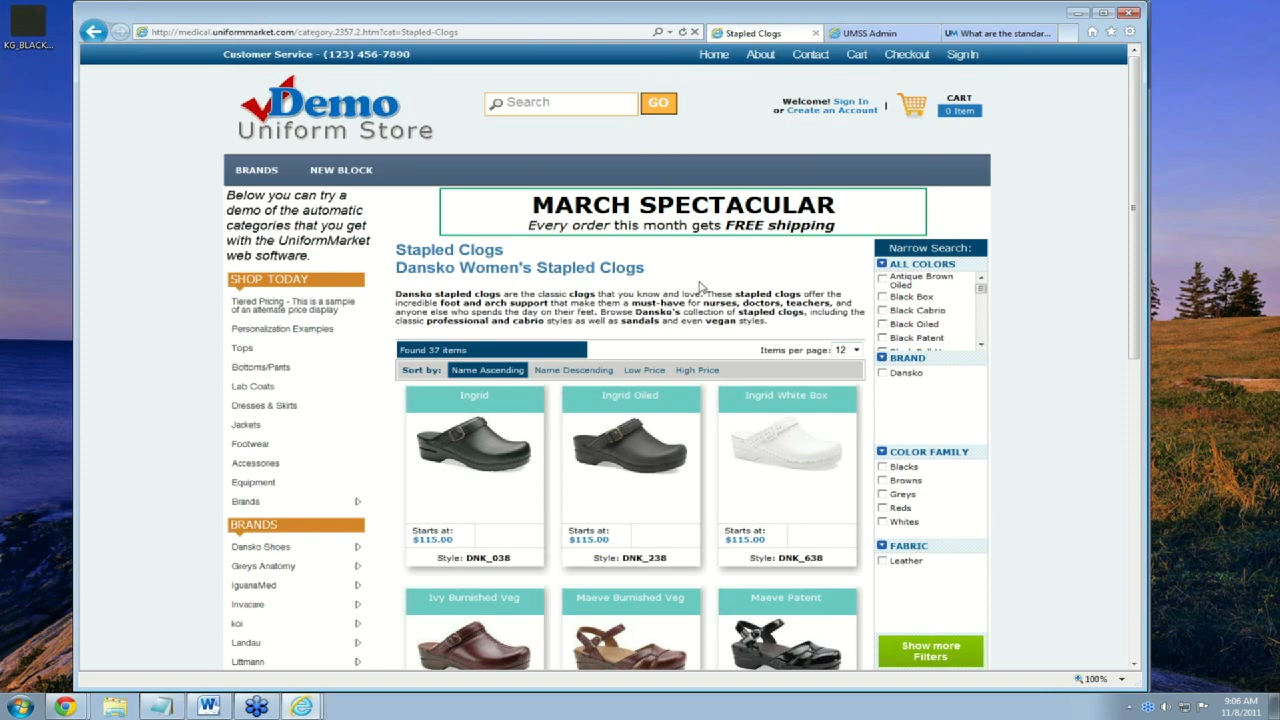 KG_BLACK...
http://medical.uniformmarket.com/category.2357.2.htm?cat=Stapled-Clogs
Stapled Clogs
UMSS Admin
UM What are the standar...
Customer Service - (123) 456-7890
Home
About
Contact
Cart
Checkout
Sign In
Demo
Uniform Store
Search
GO
Welcome! Sign In
or Create an Account
CART
0 Item
BRANDS
NEW BLOCK
Below you can try a
demo of the automatic
categories that you get
with the UniformMarket
web software.
MARCH SPECTACULAR
Every order this month gets FREE shipping
SHOP TODAY
Tiered Pricing - This is a sample
of an alternate price display
Personalization Examples
Tops
Bottoms/Pants
Lab Coats
Dresses & Skirts
Jackets
Footwear
Accessories
Equipment
Brands
BRANDS
Dansko Shoes
Greys Anatomy
IguanaMed
Invacare
koi
Landau
Littmann
Stapled Clogs
Dansko Women's Stapled Clogs
Dansko stapled clogs are the classic clogs that you know and love. These stapled clogs offer the
incredible foot and arch support that make them a must-have for nurses, doctors, teachers, and
anyone else who spends the day on their feet. Browse Dansko's collection of stapled clogs, including the
classic professional and cabrio styles as well as sandals and even vegan styles.
Found 37 items
Items per page: 12
Sort by:
Name Ascending
Name Descending
Low Price
High Price
Ingrid
Ingrid Oiled
Ingrid White Box
Starts at:
$115.00
Starts at:
$115.00
Starts at:
$115.00
Style: DNK_038
Style: DNK_238
Style: DNK_638
Ivy Burnished Veg
Maeve Burnished Veg
Maeve Patent
Narrow Search:
ALL COLORS
Antique Brown
Oiled
Black Box
Black Cabrio
Black Oiled
Black Patent
BRAND
Dansko
COLOR FAMILY
Blacks
Browns
Greys
Reds
Whites
FABRIC
Leather
Show more
Filters
100%
9:06 AM
11/8/2011